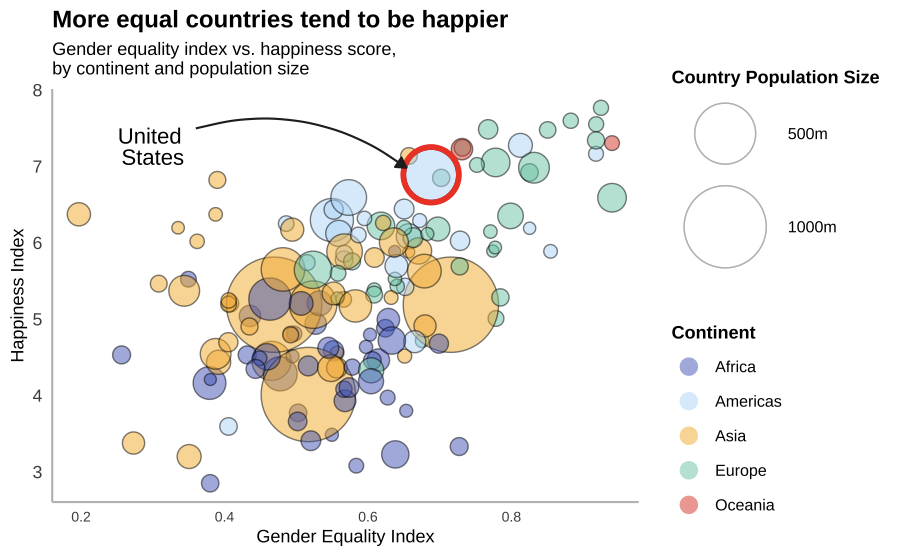 More equal countries tend to be happier
Gender equality index vs. happiness score,
by continent and population size
Country Population Size
500m
1000m
Continent
Africa
Americas
Asia
Europe
Oceania
United
States
Happiness Index
8
7
6
5
4
3
0.2
0.4
0.6
0.8
Gender Equality Index